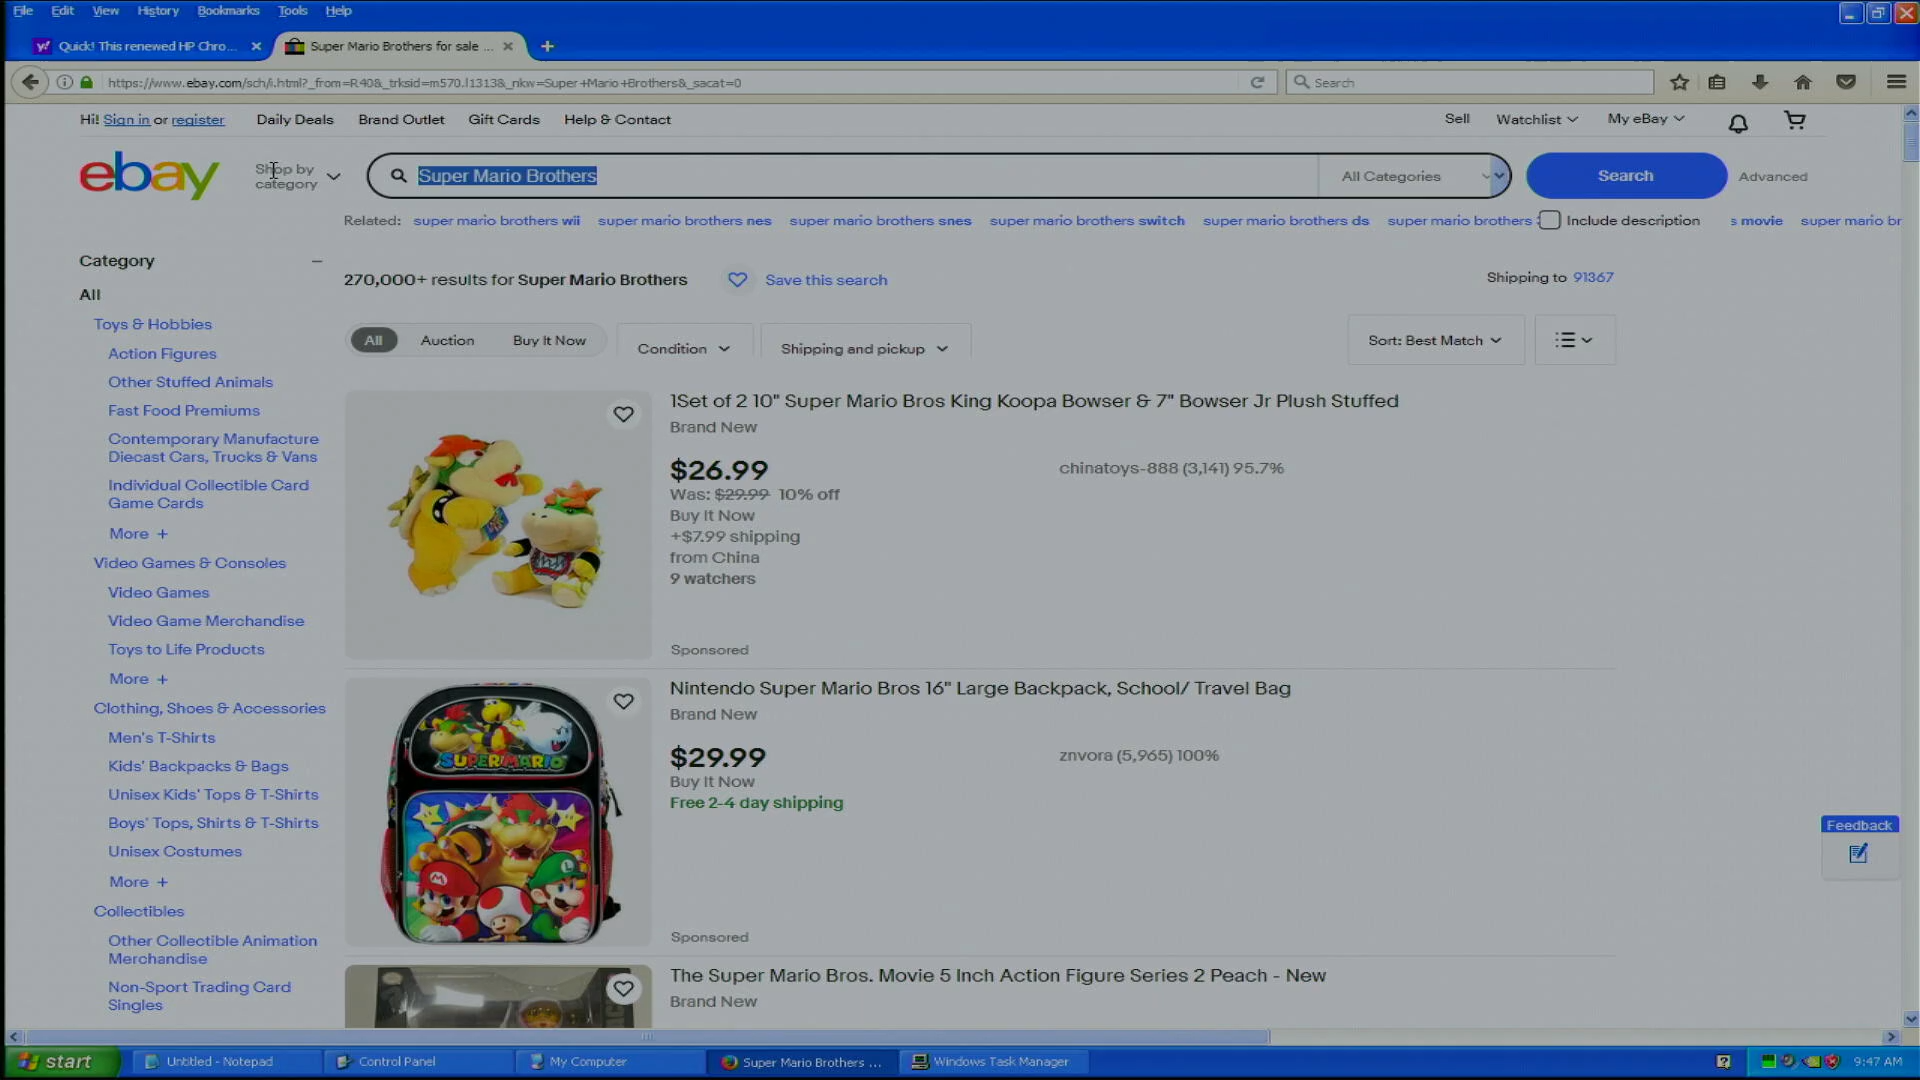 File Edit View History Bookmarks Tools Help
Quick! This renewed HP Chro...
Super Mario Brothers for sale ...
https://www.ebay.com/sch/i.html?_from=R40&_trksid=m570.l1313&_nkw=Super+Mario+Brothers&_sacat=0
Search
Hi! Sign in or register Daily Deals Brand Outlet Gift Cards Help & Contact
Sell Watchlist My eBay
ebay
Shop by
category
Super Mario Brothers
All Categories
Search
Advanced
Related: super mario brothers wii super mario brothers nes super mario brothers snes super mario brothers switch super mario brothers ds super mario brothers
Include description
s movie super mario br
Category
All
Toys & Hobbies
Action Figures
Other Stuffed Animals
Fast Food Premiums
Contemporary Manufacture
Diecast Cars, Trucks & Vans
Individual Collectible Card
Game Cards
More +
Video Games & Consoles
Video Games
Video Game Merchandise
Toys to Life Products
More +
Clothing, Shoes & Accessories
Men's T-Shirts
Kids' Backpacks & Bags
Unisex Kids' Tops & T-Shirts
Boys' Tops, Shirts & T-Shirts
Unisex Costumes
More +
Collectibles
Other Collectible Animation
Merchandise
Non-Sport Trading Card
Singles
270,000+ results for Super Mario Brothers
Save this search
Shipping to 91367
All Auction Buy It Now
Condition
Shipping and pickup
Sort: Best Match
1Set of 2 10" Super Mario Bros King Koopa Bowser & 7" Bowser Jr Plush Stuffed
Brand New
$26.99
chinatoys-888 (3,141) 95.7%
Was: $29.99 10% off
Buy It Now
+$7.99 shipping
from China
9 watchers
Sponsored
Nintendo Super Mario Bros 16" Large Backpack, School/ Travel Bag
Brand New
$29.99
znvora (5,965) 100%
Buy It Now
Free 2-4 day shipping
Sponsored
SUPER MARIO
The Super Mario Bros. Movie 5 Inch Action Figure Series 2 Peach - New
Brand New
Feedback
start
Untitled - Notepad
Control Panel
My Computer
Super Mario Brothers ...
Windows Task Manager
9:47 AM